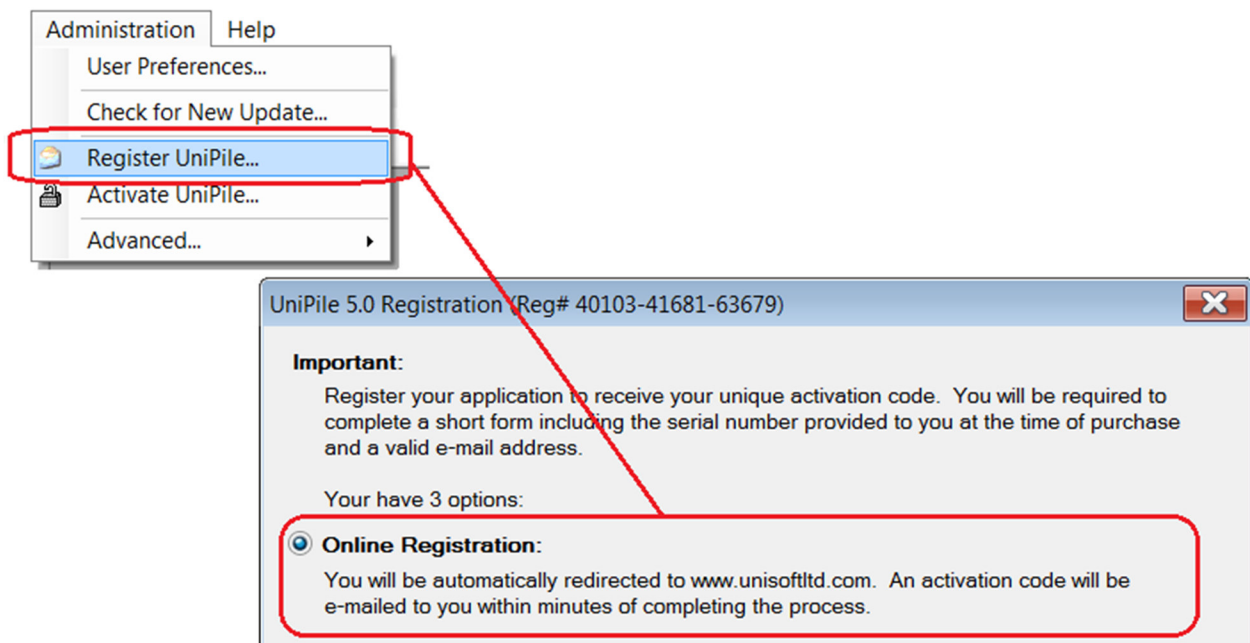 Administration Help
User Preferences...
Check for New Update...
Register UniPile...
Activate UniPile...
Advanced...
UniPile 5.0 Registration (Reg# 40103-41681-63679)
Important:
Register your application to receive your unique activation code. You will be required to
complete a short form including the serial number provided to you at the time of purchase
and a valid e-mail address.
Your have 3 options:
Online Registration:
You will be automatically redirected to www.unisoftltd.com. An activation code will be
e-mailed to you within minutes of completing the process.